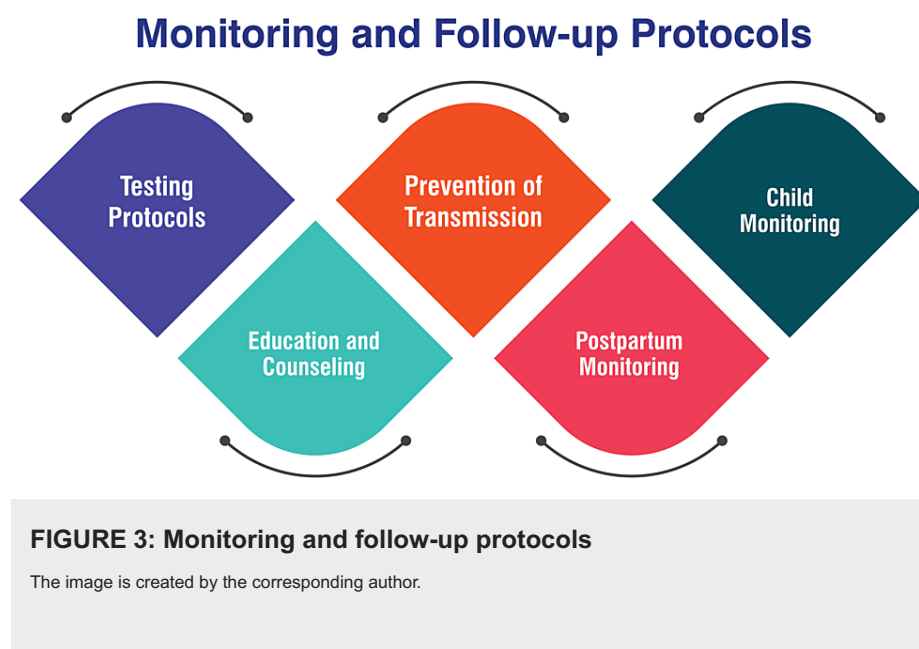 Monitoring and Follow-up Protocols
Testing
Protocols
Education and
Counseling
Prevention of
Transmission
Postpartum
Monitoring
Child
Monitoring
FIGURE 3: Monitoring and follow-up protocols
The image is created by the corresponding author.